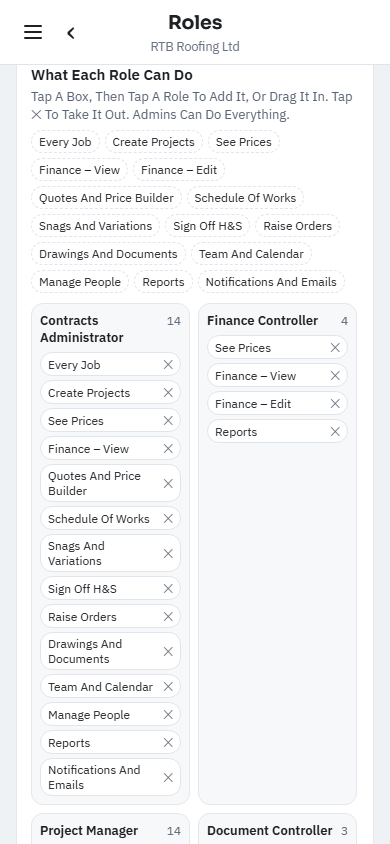 Roles
RTB Roofing Ltd
What Each Role Can Do
Tap A Box, Then Tap A Role To Add It, Or Drag It In. Tap
✕ To Take It Out. Admins Can Do Everything.
Every Job Create Projects See Prices
Finance – View Finance – Edit
Quotes And Price Builder Schedule Of Works
Snags And Variations Sign Off H&S Raise Orders
Drawings And Documents Team And Calendar
Manage People Reports Notifications And Emails
Contracts
Administrator
14
Every Job
Create Projects
See Prices
Finance – View
Quotes And Price
Builder
Schedule Of Works
Snags And
Variations
Sign Off H&S
Raise Orders
Drawings And
Documents
Team And Calendar
Manage People
Reports
Notifications And
Emails
Finance Controller 4
See Prices
Finance – View
Finance – Edit
Reports
Project Manager 14
Document Controller 3